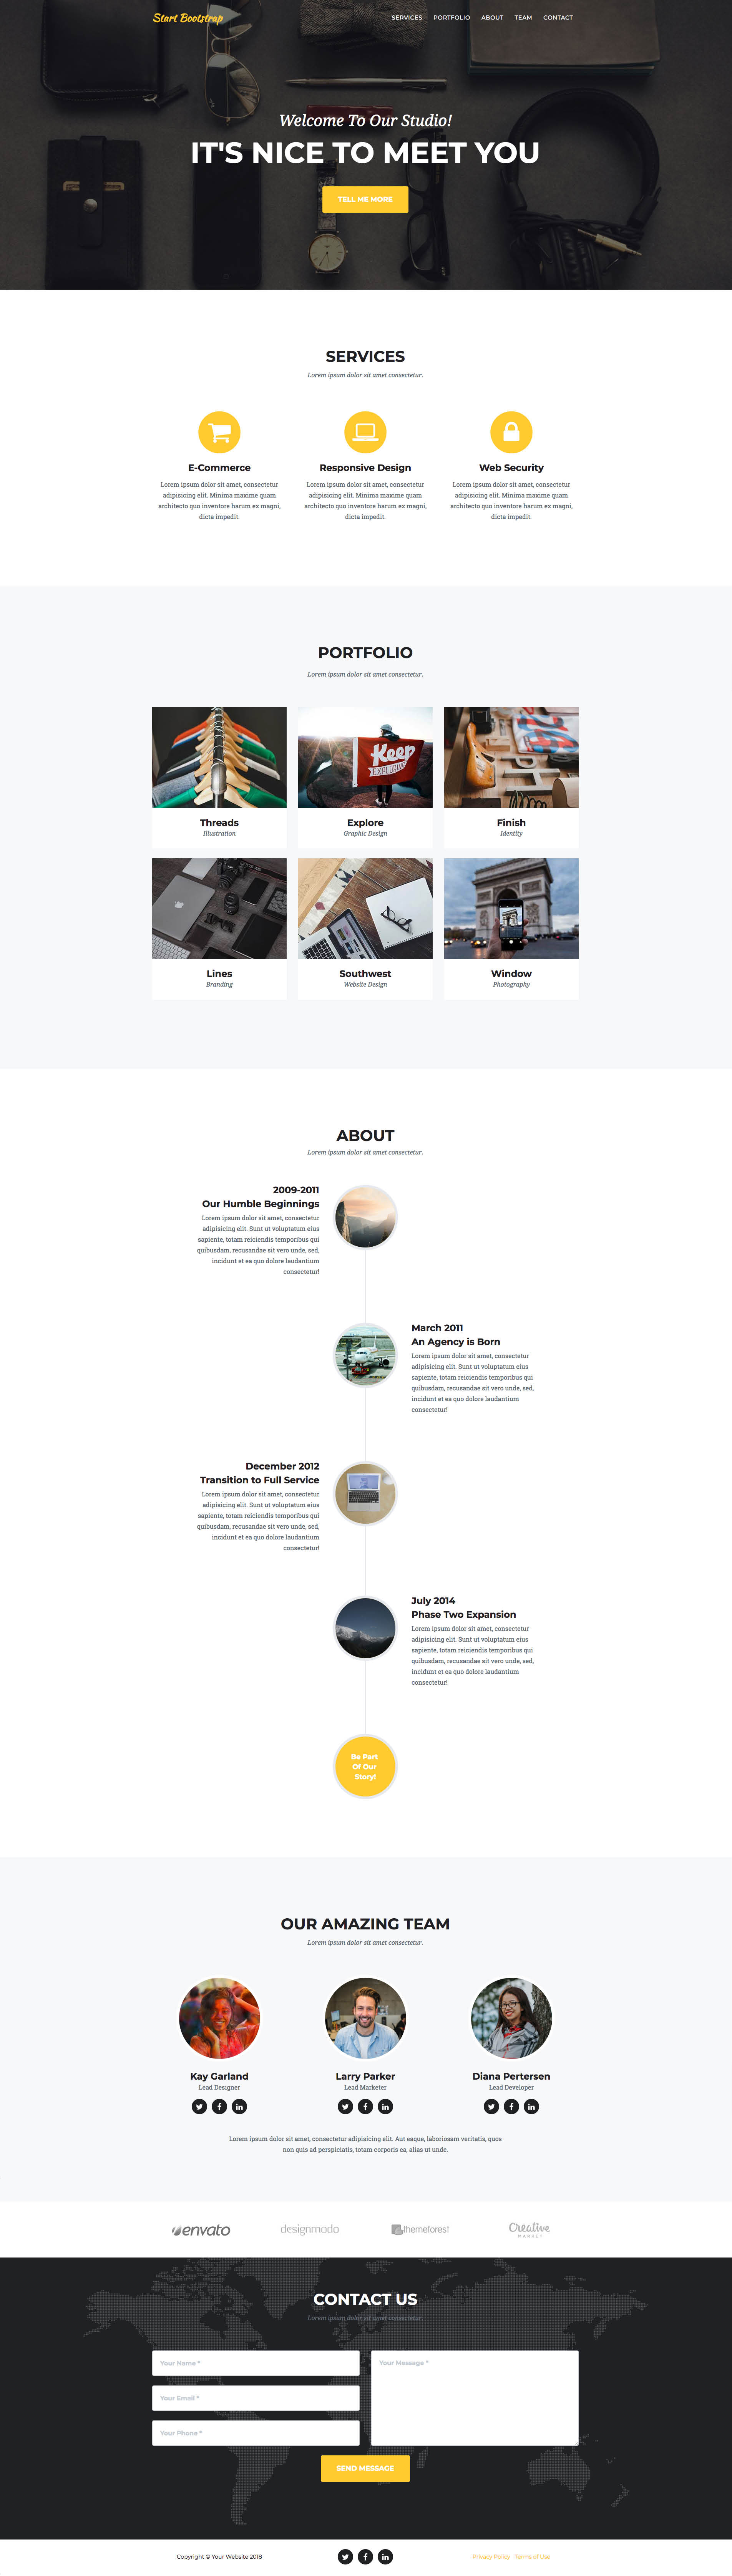 Start Bootstrap
SERVICES PORTFOLIO ABOUT TEAM CONTACT
Welcome To Our Studio!
IT'S NICE TO MEET YOU
TELL ME MORE
SERVICES
Lorem ipsum dolor sit amet consectetur.
E-Commerce
Lorem ipsum dolor sit amet, consectetur
adipisicing elit. Minima maxime quam
architecto quo inventore harum ex magni,
dicta impedit.
Responsive Design
Lorem ipsum dolor sit amet, consectetur
adipisicing elit. Minima maxime quam
architecto quo inventore harum ex magni,
dicta impedit.
Web Security
Lorem ipsum dolor sit amet, consectetur
adipisicing elit. Minima maxime quam
architecto quo inventore harum ex magni,
dicta impedit.
PORTFOLIO
Lorem ipsum dolor sit amet consectetur.
Threads
Illustration
Keep
EXPLORING
Explore
Graphic Design
Finish
Identity
Lines
Branding
Southwest
Website Design
Window
Photography
ABOUT
Lorem ipsum dolor sit amet consectetur.
2009-2011
Our Humble Beginnings
Lorem ipsum dolor sit amet, consectetur
adipisicing elit. Sunt ut voluptatum eius
sapiente, totam reiciendis temporibus qui
quibusdam, recusandae sit vero unde, sed,
incidunt et ea quo dolore laudantium
consectetur!
March 2011
An Agency is Born
Lorem ipsum dolor sit amet, consectetur
adipisicing elit. Sunt ut voluptatum eius
sapiente, totam reiciendis temporibus qui
quibusdam, recusandae sit vero unde, sed,
incidunt et ea quo dolore laudantium
consectetur!
December 2012
Transition to Full Service
Lorem ipsum dolor sit amet, consectetur
adipisicing elit. Sunt ut voluptatum eius
sapiente, totam reiciendis temporibus qui
quibusdam, recusandae sit vero unde, sed,
incidunt et ea quo dolore laudantium
consectetur!
July 2014
Phase Two Expansion
Lorem ipsum dolor sit amet, consectetur
adipisicing elit. Sunt ut voluptatum eius
sapiente, totam reiciendis temporibus qui
quibusdam, recusandae sit vero unde, sed,
incidunt et ea quo dolore laudantium
consectetur!
Be Part
Of Our
Story!
OUR AMAZING TEAM
Lorem ipsum dolor sit amet consectetur.
Kay Garland
Lead Designer
Larry Parker
Lead Marketer
Diana Pertersen
Lead Developer
Lorem ipsum dolor sit amet, consectetur adipisicing elit. Aut eaque, laboriosam veritatis, quos
non quis ad perspiciatis, totam corporis ea, alias ut unde.
envato
designmodo
themeforest
Creative
MARKET
CONTACT US
Lorem ipsum dolor sit amet consectetur.
Your Name *
Your Email *
Your Phone *
Your Message *
SEND MESSAGE
Copyright © Your Website 2018
Privacy Policy Terms of Use